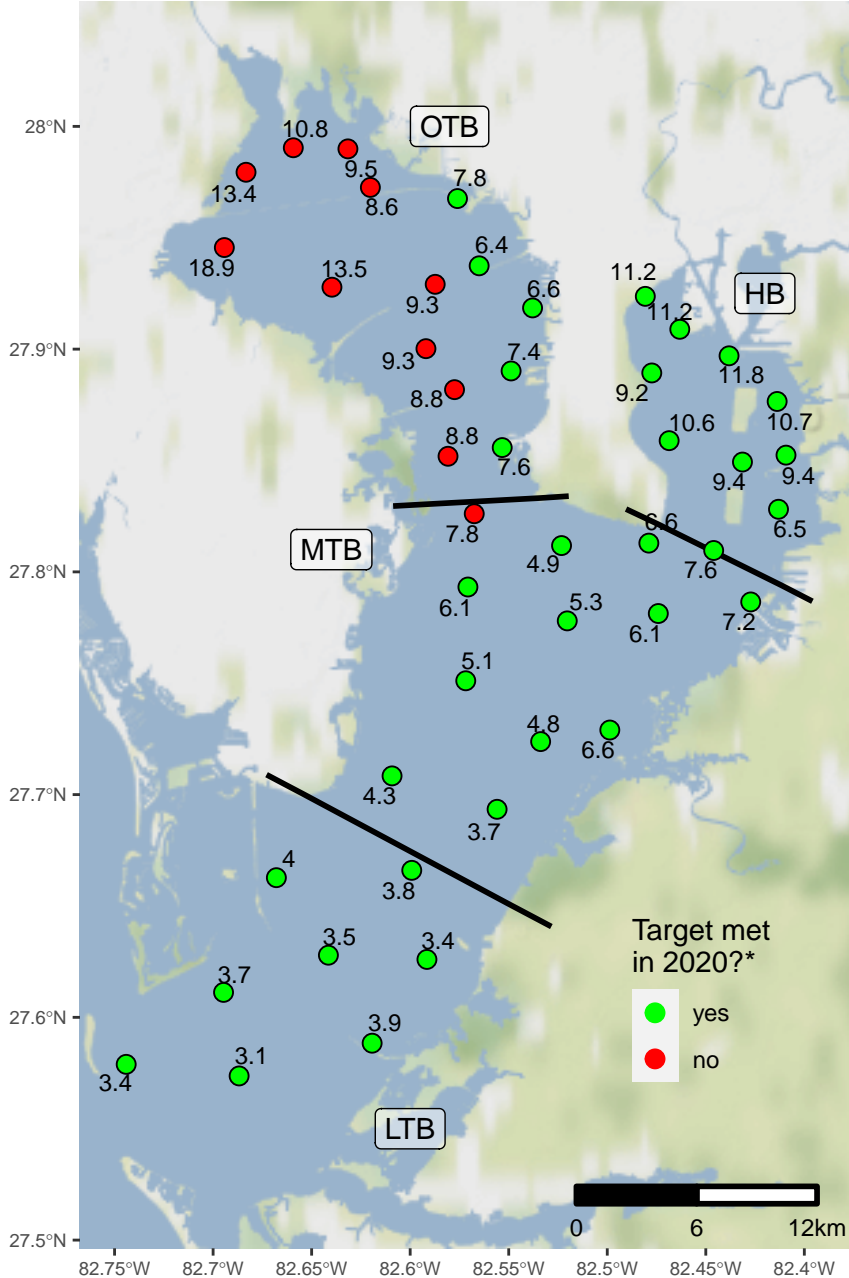 OTB
28°N
10.8
9.5
13.4
8.6
7.8
18.9
13.5
6.4
9.3
6.6
11.2
HB
11.2
27.9°N
9.3
7.4
9.2
11.8
8.8
10.7
8.8
7.6
10.6
9.4
9.4
6.5
MTB
7.8
4.9
6.6
7.6
27.8°N
6.1
5.3
6.1
7.2
5.1
4.8
6.6
27.7°N
4.3
3.7
4
3.8
3.5
3.4
Target met
in 2020?*
yes
no
3.7
27.6°N
3.9
3.4
3.1
LTB
0 6 12km
27.5°N
82.75°W 82.7°W 82.65°W 82.6°W 82.55°W 82.5°W 82.45°W 82.4°W